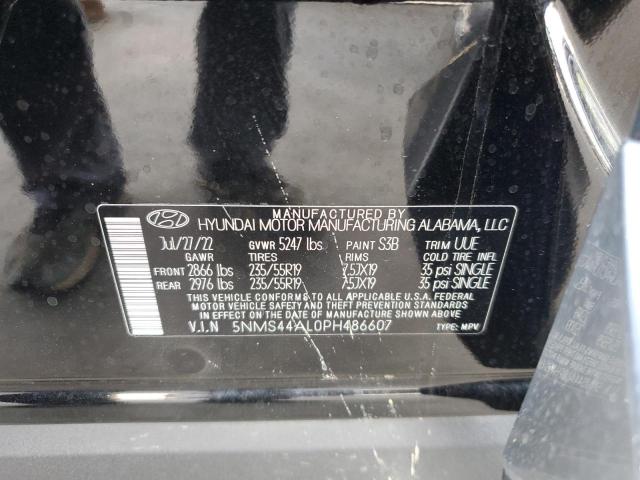 MANUFACTURED BY
HYUNDAI MOTOR MANUFACTURING ALABAMA, LLC
Jul/27/22 GVWR 5247 lbs PAINT S3B TRIM UUE
GAWR TIRES RIMS COLD TIRE INFL
FRONT 2866 lbs 235/55R19 7.5JX19 35 psi SINGLE
REAR 2976 lbs 235/55R19 7.5JX19 35 psi SINGLE
THIS VEHICLE CONFORMS TO ALL APPLICABLE U.S.A. FEDERAL
MOTOR VEHICLE SAFETY AND THEFT PREVENTION STANDARDS
IN EFFECT ON THE DATE OF MANUFACTURE SHOWN ABOVE
V.I.N 5NMS44AL0PH486607 TYPE: MPV